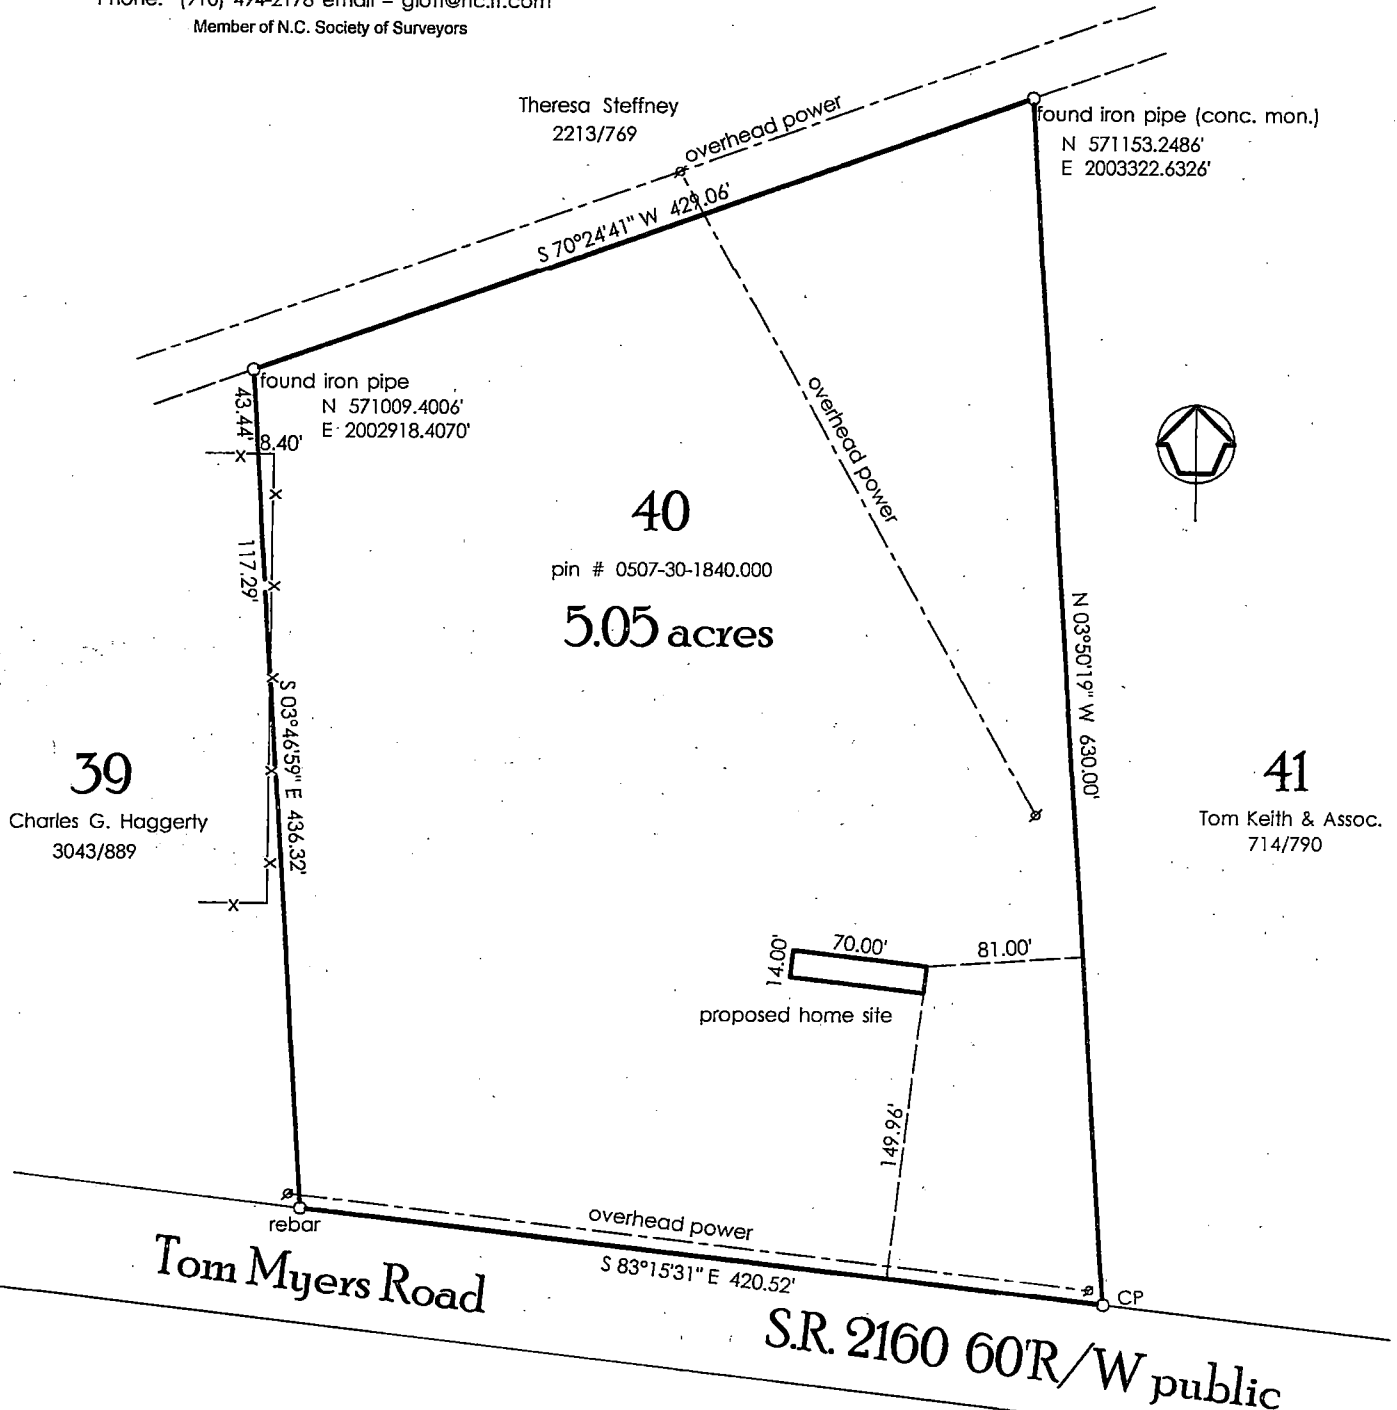 Member of N.C. Society of Surveyors
Theresa Steffney
2213/769
overhead power
found iron pipe (conc. mon.)
N 571153.2486'
E 2003322.6326'
S 70°24'41" W 429.06'
found iron pipe
N 571009.4006'
E 2002918.4070'
43.44'
8.40'
117.29'
overhead power
40
pin # 0507-30-1840.000
5.05 acres
N 03°50'19" W 630.00'
S 03°46'59" E 436.32'
39
Charles G. Haggerty
3043/889
41
Tom Keith & Assoc.
714/790
14.00'
70.00'
81.00'
proposed home site
149.96'
rebar
overhead power
S 83°15'31" E 420.52'
CP
Tom Myers Road
S.R. 2160 60'R/W public